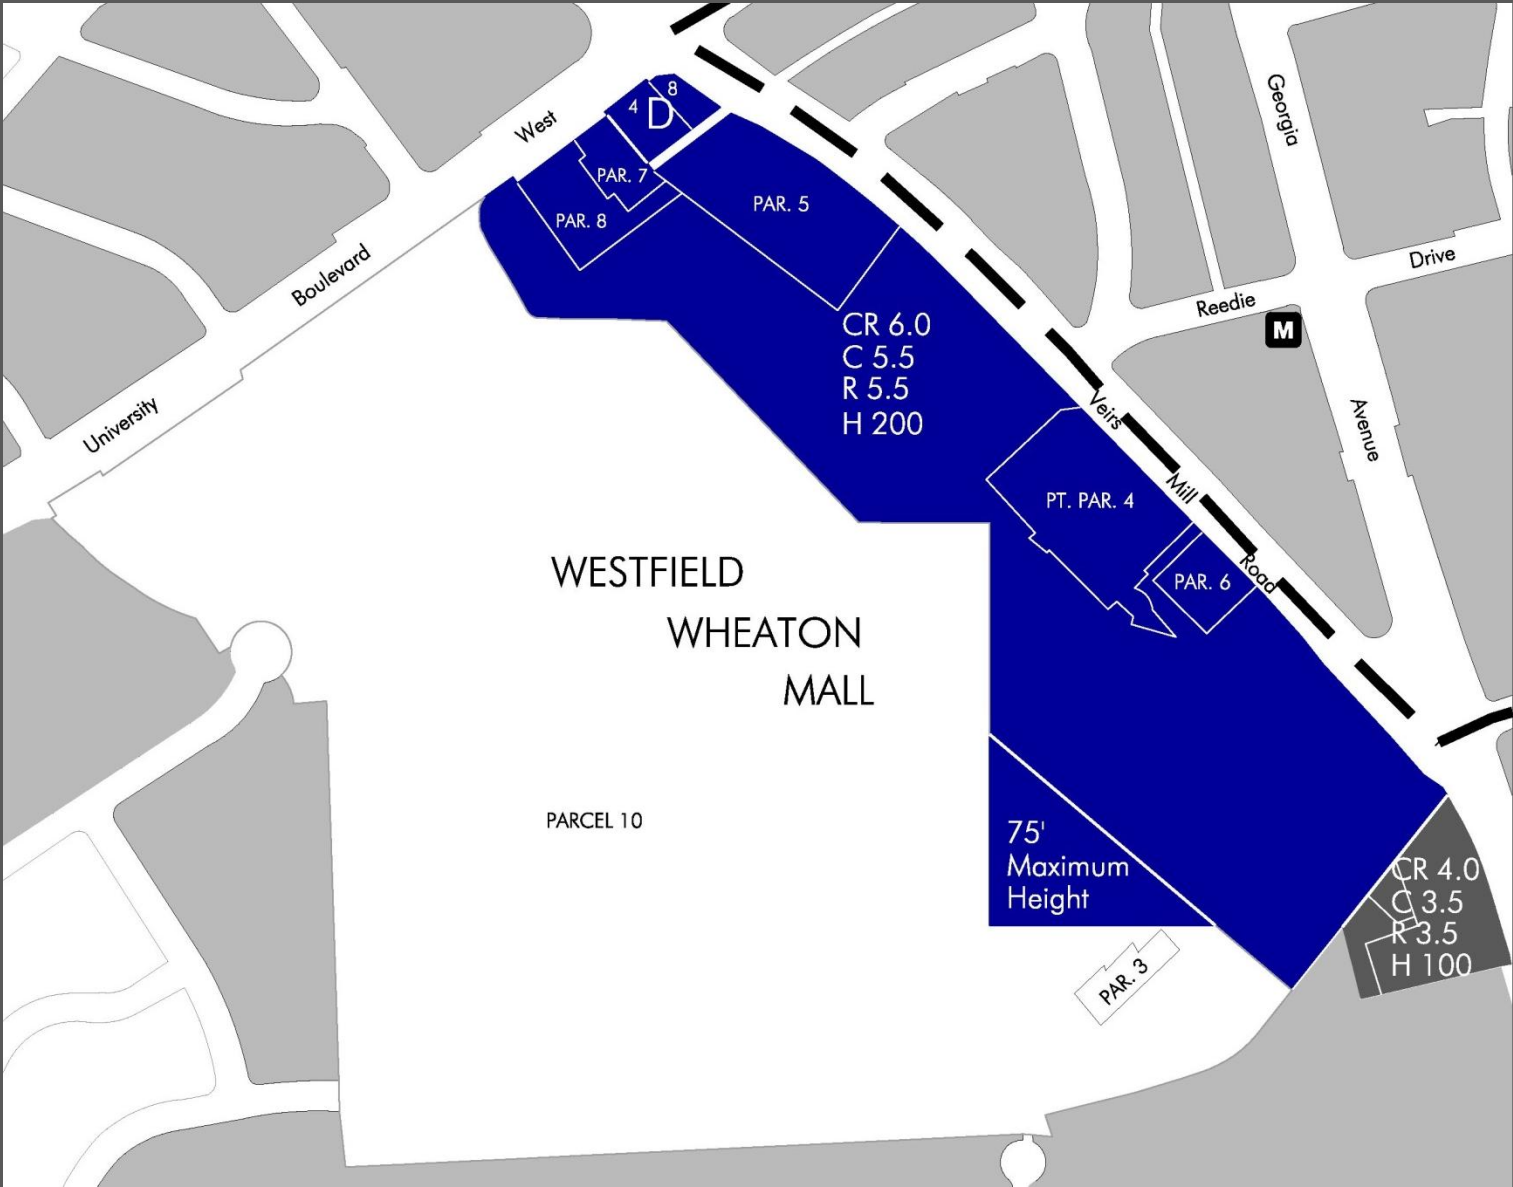 Georgia
8
4
D
West
PAR. 7
PAR. 5
PAR. 8
Drive
Boulevard
Reedie
M
CR 6.0
C 5.5
R 5.5
H 200
University
Veirs
Avenue
Mill
PT. PAR. 4
Road
PAR. 6
WESTFIELD
WHEATON
MALL
PARCEL 10
75'
Maximum
Height
CR 4.0
C 3.5
R 3.5
H 100
PAR. 3